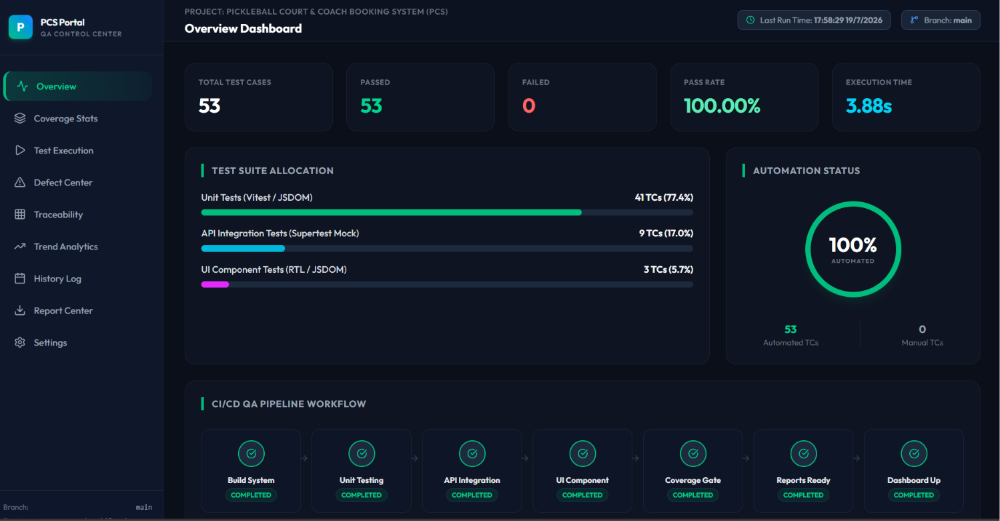 P
PCS Portal
QA CONTROL CENTER
Overview
Coverage Stats
Test Execution
Defect Center
Traceability
Trend Analytics
History Log
Report Center
Settings
Branch: main
PROJECT: PICKLEBALL COURT & COACH BOOKING SYSTEM (PCS)
Overview Dashboard
Last Run Time: 17:58:29 19/7/2026
Branch: main
TOTAL TEST CASES
53
PASSED
53
FAILED
0
PASS RATE
100.00%
EXECUTION TIME
3.88s
TEST SUITE ALLOCATION
Unit Tests (Vitest / JSDOM) 41 TCs (77.4%)
API Integration Tests (Supertest Mock) 9 TCs (17.0%)
UI Component Tests (RTL / JSDOM) 3 TCs (5.7%)
AUTOMATION STATUS
100%
AUTOMATED
53
Automated TCs
0
Manual TCs
CI/CD QA PIPELINE WORKFLOW
Build System
COMPLETED
Unit Testing
COMPLETED
API Integration
COMPLETED
UI Component
COMPLETED
Coverage Gate
COMPLETED
Reports Ready
COMPLETED
Dashboard Up
COMPLETED